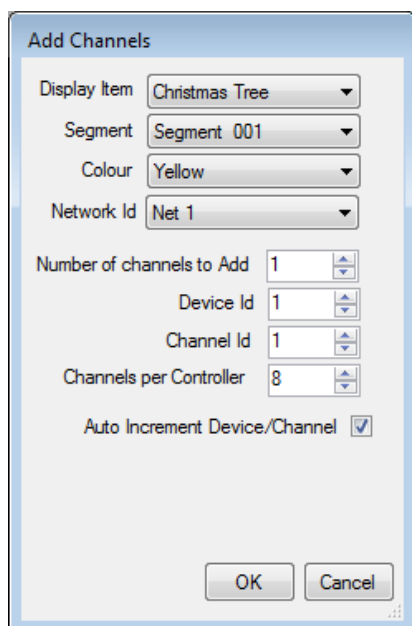 Add Channels
Display Item Christmas Tree
Segment Segment 001
Colour Yellow
Network Id Net 1
Number of channels to Add 1
Device Id 1
Channel Id 1
Channels per Controller 8
Auto Increment Device/Channel
OK Cancel